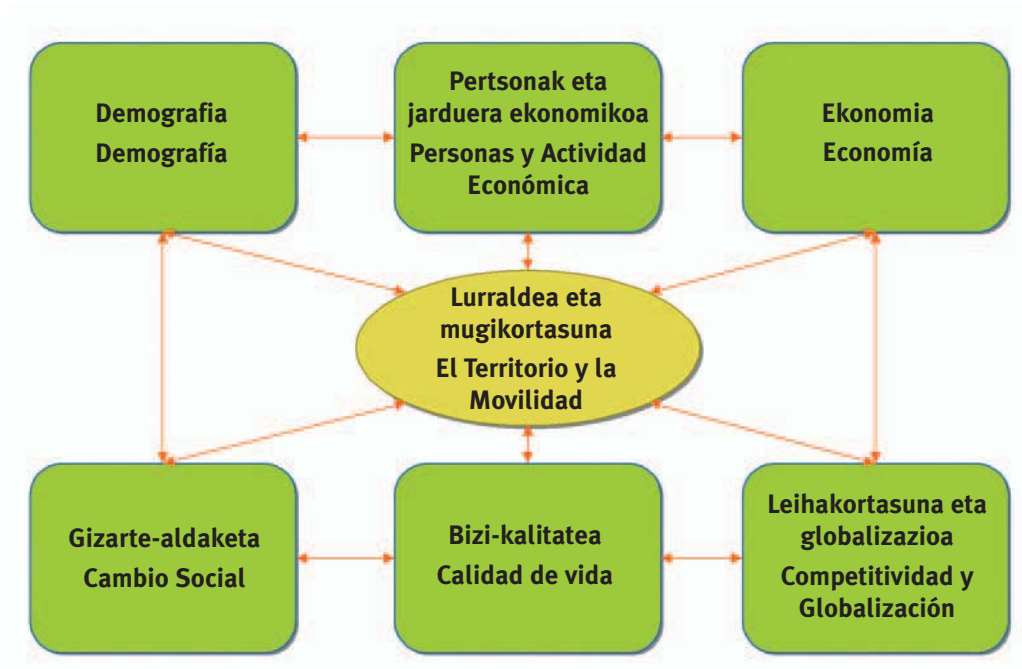 Demografia
Demografía
Pertsonak eta
jarduera ekonomikoa
Personas y Actividad
Económica
Ekonomia
Economía
Lurraldea eta
mugikortasuna
El Territorio y la
Movilidad
Gizarte-aldaketa
Cambio Social
Bizi-kalitatea
Calidad de vida
Leihakortasuna eta
globalizazioa
Competitividad y
Globalización